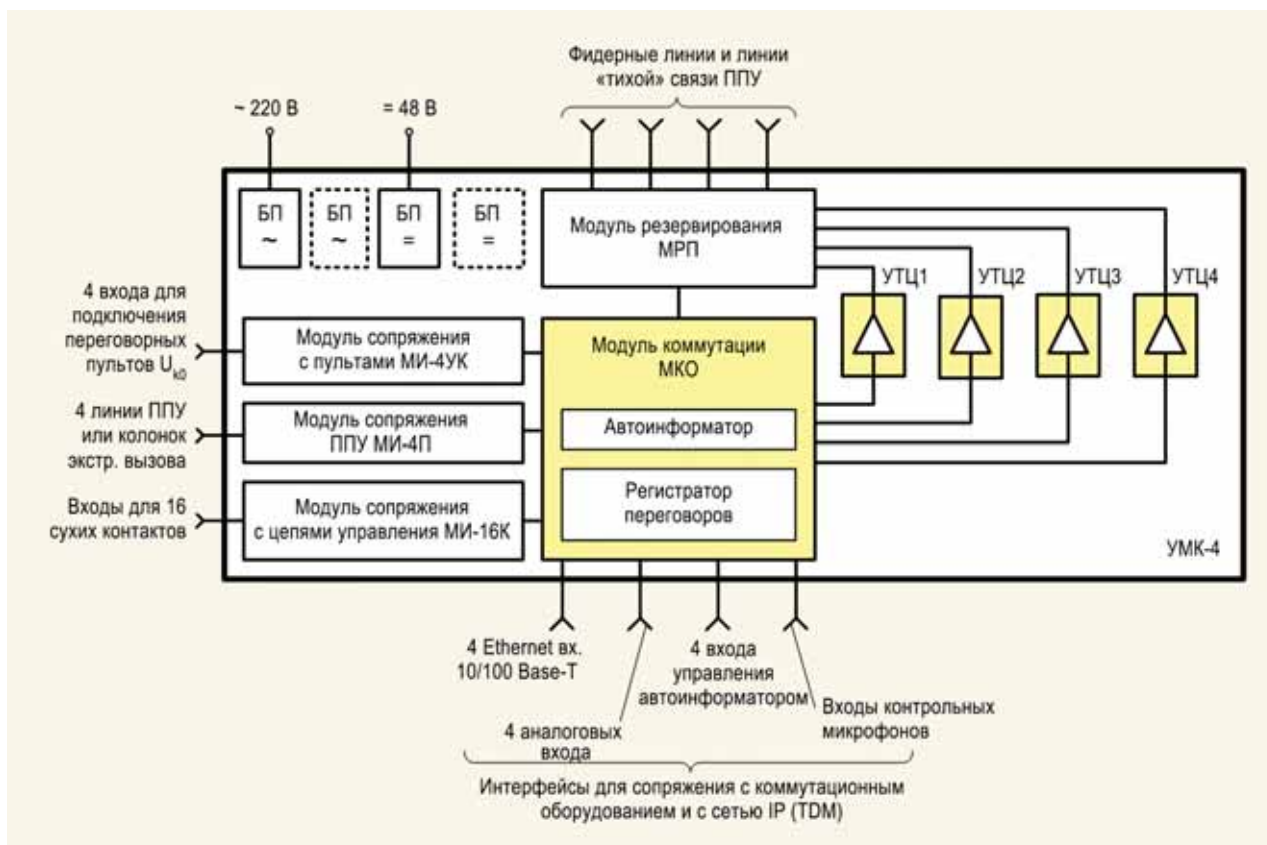 Фидерные линии и линии
«тихой» связи ППУ
~ 220 В
= 48 В
БП
~
БП
~
БП
=
БП
=
Модуль резервирования
МРП
УТЦ1
УТЦ2
УТЦ3
УТЦ4
4 входа для
подключения
переговорных
пультов Uk0
Модуль сопряжения
с пультами МИ-4УК
Модуль коммутации
МКО
4 линии ППУ
или колонок
экстр. вызова
Модуль сопряжения
ППУ МИ-4П
Автоинформатор
Входы для 16
сухих контактов
Модуль сопряжения
с цепями управления МИ-16К
Регистратор
переговоров
УМК-4
4 Ethernet вх.
10/100 Base-T
4 аналоговых
входа
4 входа
управления
автоинформатором
Входы контрольных
микрофонов
Интерфейсы для сопряжения с коммутационным
оборудованием и с сетью IP (TDM)